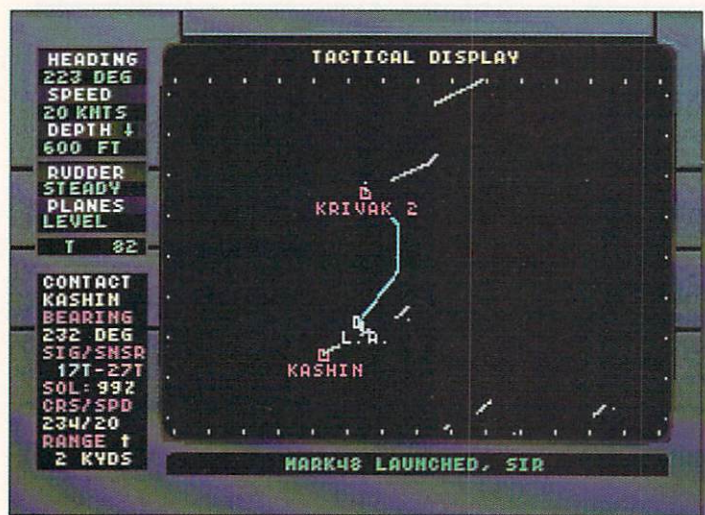 HEADING
223 DEG
SPEED
20 KNTS
DEPTH ↓
600 FT
RUDDER
STEADY
PLANES
LEVEL
T 82
CONTACT
KASHIN
BEARING
232 DEG
SIG/SNSR
17T-27T
SOL: 99%
CRS/SPD
234/20
RANGE ↑
2 KYDS
TACTICAL DISPLAY
KRIVAK 2
L.A.
KASHIN
MARK48 LAUNCHED, SIR